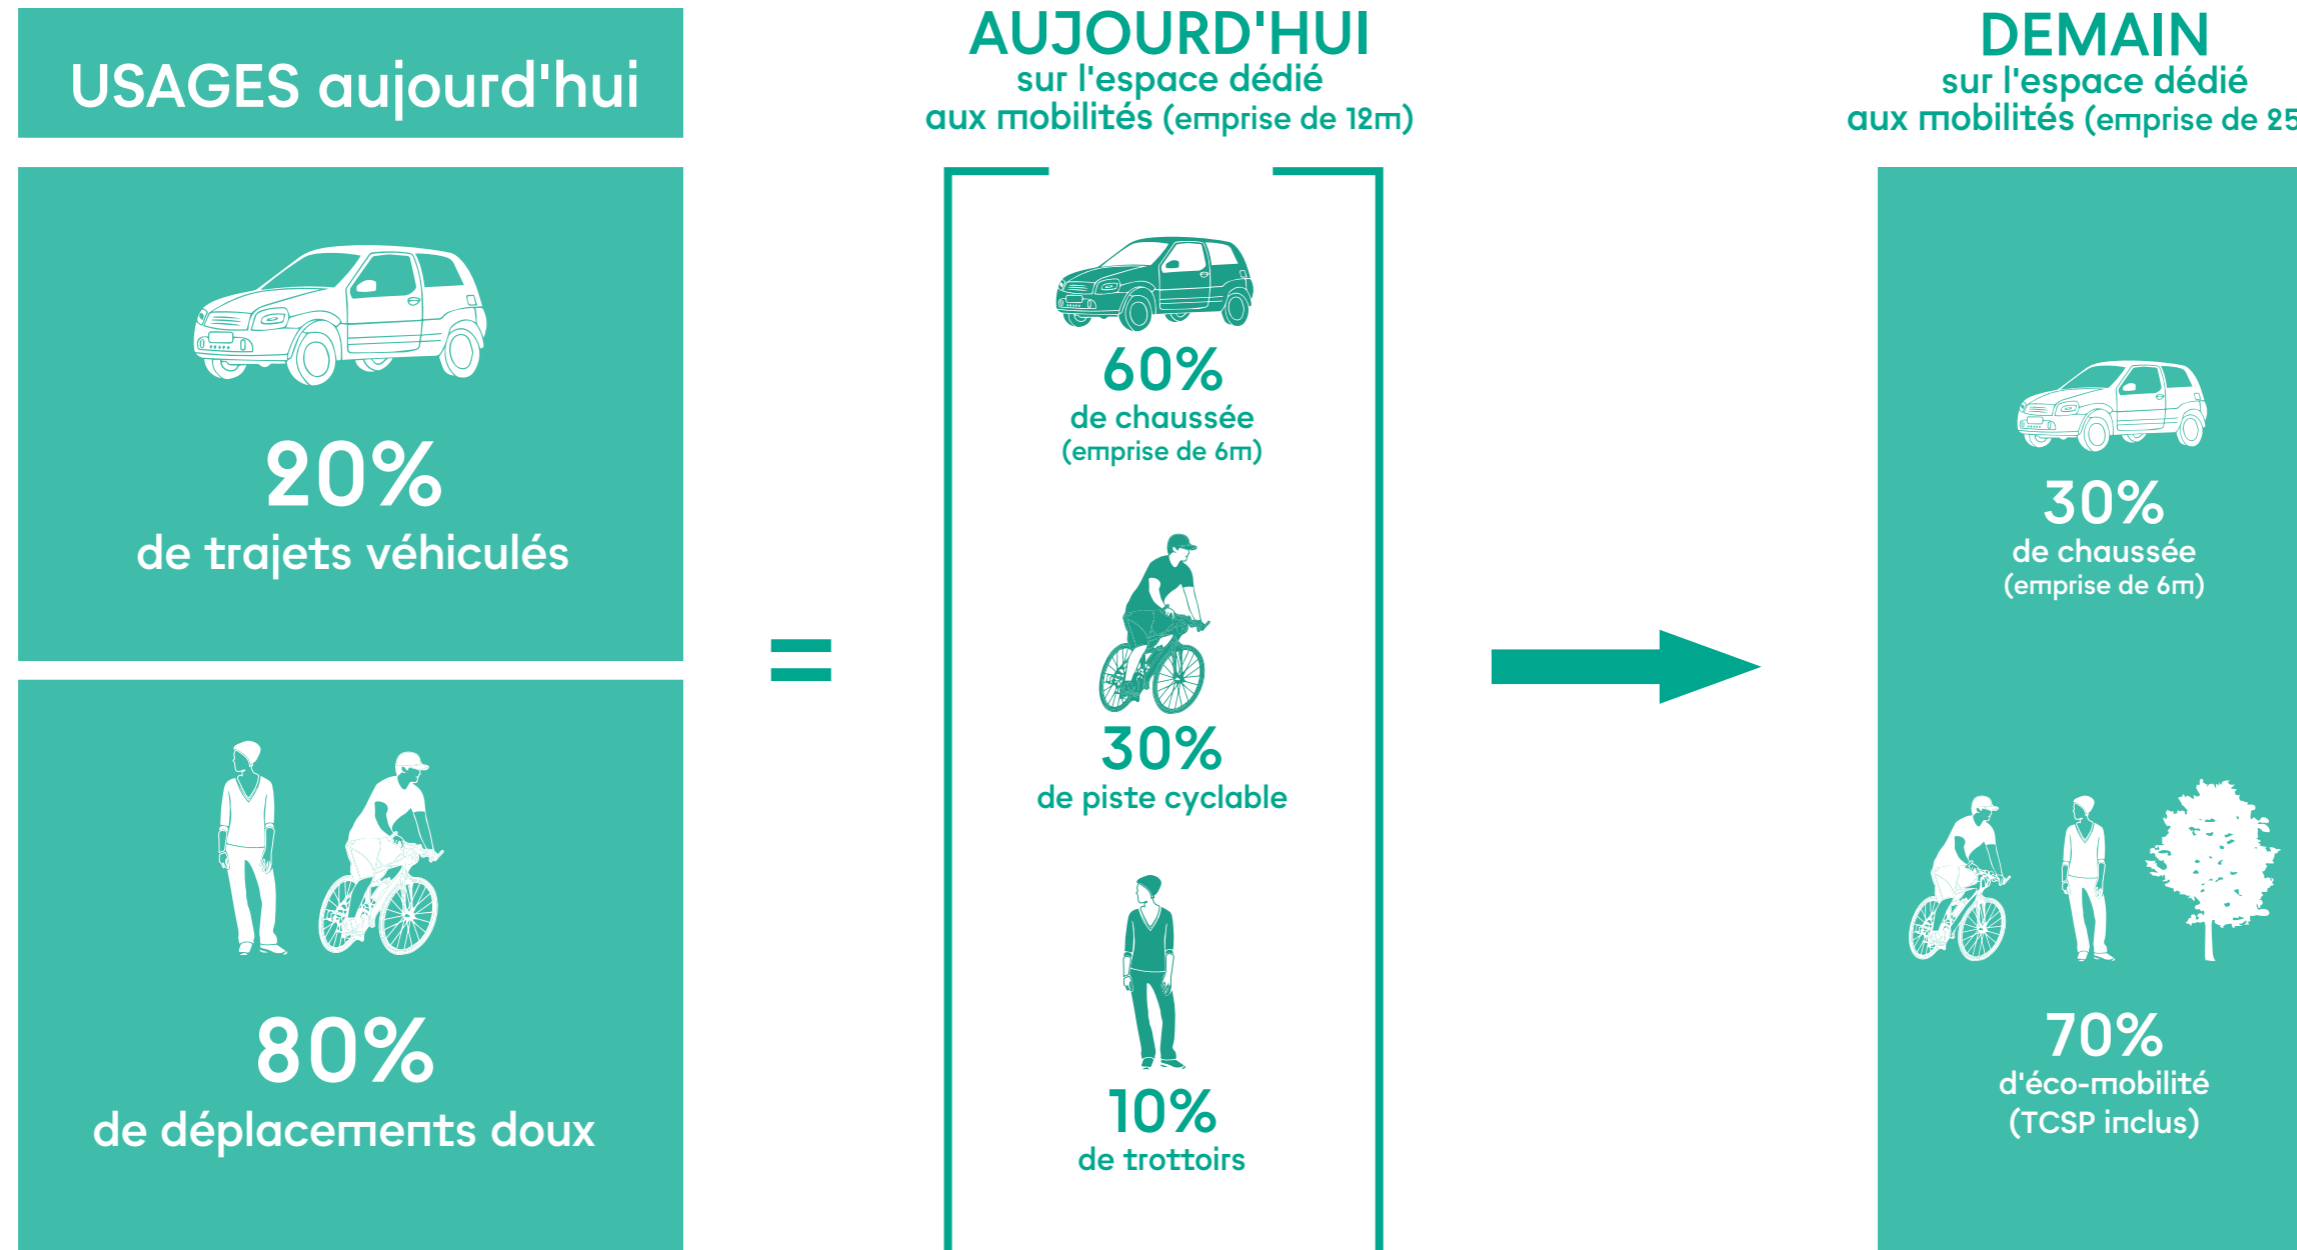 USAGES aujourd'hui
20%
de trajets véhiculés
80%
de déplacements doux
=
AUJOURD'HUI
sur l'espace dédié
aux mobilités (emprise de 12m)
60%
de chaussée
(emprise de 6m)
30%
de piste cyclable
10%
de trottoirs
DEMAIN
sur l'espace dédié
aux mobilités (emprise de 25
30%
de chaussée
(emprise de 6m)
70%
d'éco-mobilité
(TCSP inclus)